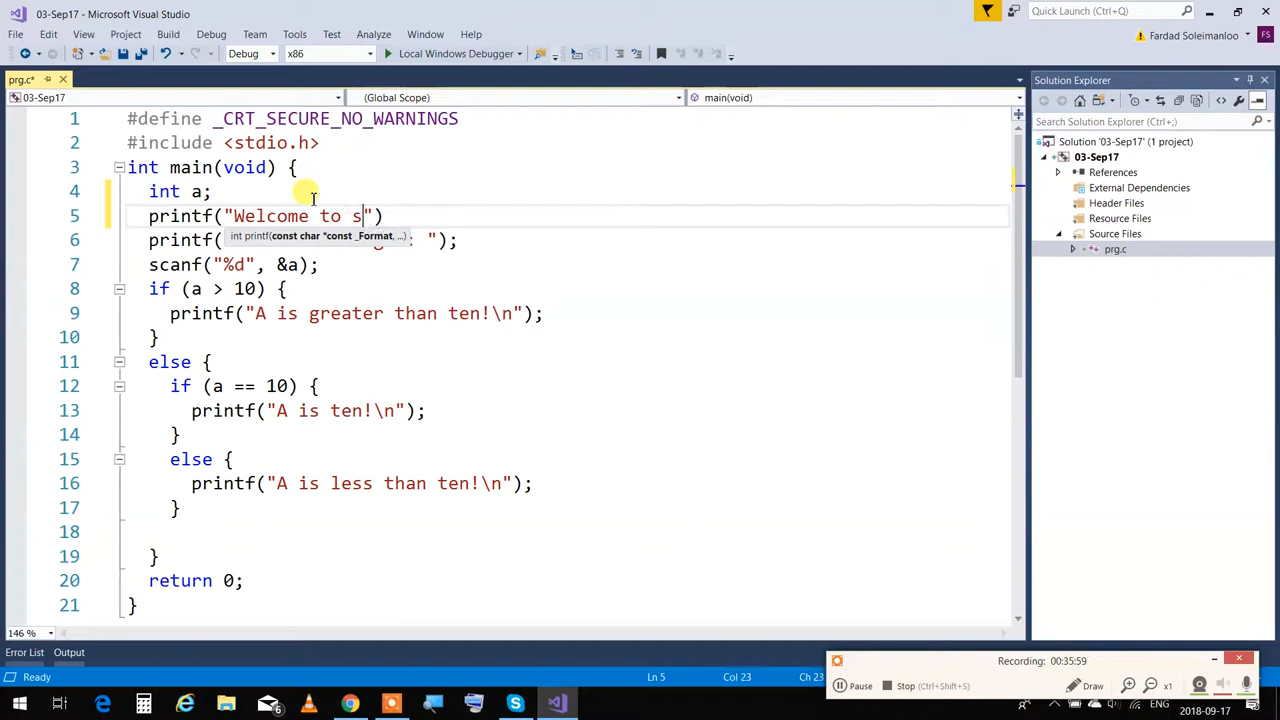 03-Sep17 - Microsoft Visual Studio
Quick Launch (Ctrl+Q)
File Edit View Project Build Debug Team Tools Test Analyze Window Help
Fardad Soleimanloo FS
Debug x86 Local Windows Debugger
prg.c*
03-Sep17 (Global Scope) main(void)
1 #define _CRT_SECURE_NO_WARNINGS
2 #include <stdio.h>
3 int main(void) {
4 int a;
5 printf("Welcome to s")
int printf(const char *const _Format, ...)
6 printf( : ");
7 scanf("%d", &a);
8 if (a > 10) {
9 printf("A is greater than ten!\n");
10 }
11 else {
12 if (a == 10) {
13 printf("A is ten!\n");
14 }
15 else {
16 printf("A is less than ten!\n");
17 }
18
19 }
20 return 0;
21 }
146 %
Solution Explorer
Search Solution Explorer (Ctrl+;)
Solution '03-Sep17' (1 project)
03-Sep17
References
External Dependencies
Header Files
Resource Files
Source Files
prg.c
Error List Output
Ready Ln 5 Col 23 Ch 23
Recording: 00:35:59
Pause Stop (Ctrl+Shift+S) Draw x1
6
ENG
2018-09-17